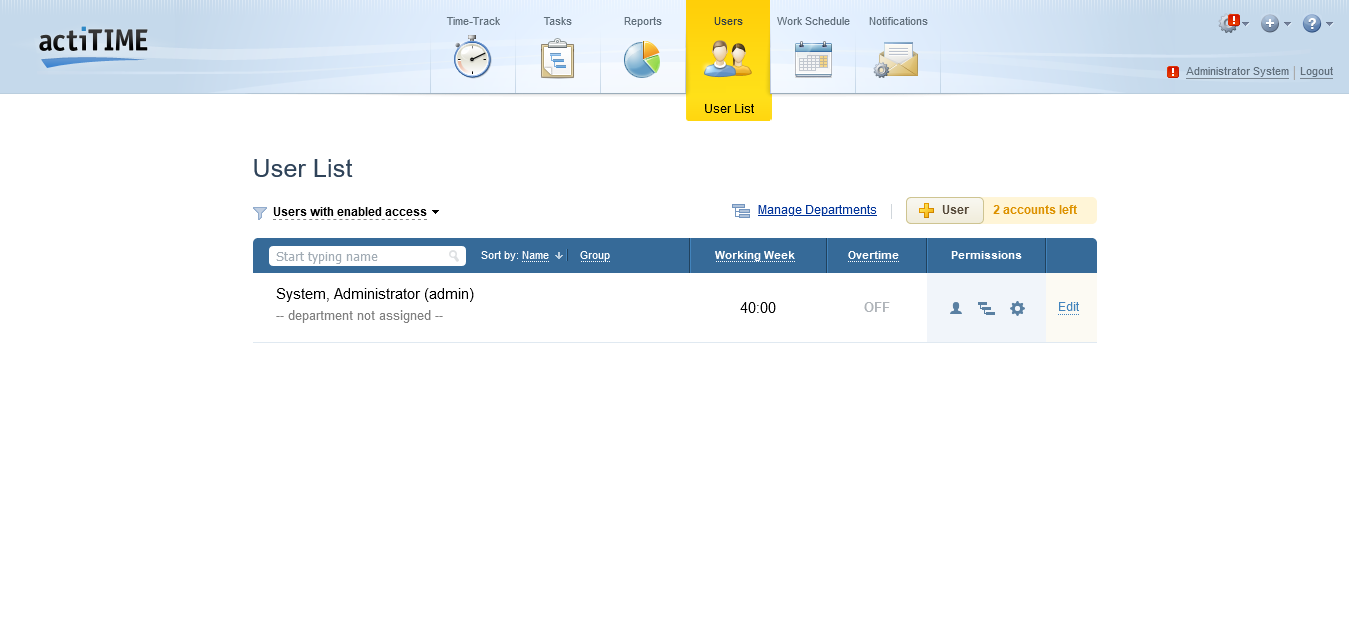 actiTIME
Time-Track Tasks Reports Users Work Schedule Notifications
! ?
! Administrator System | Logout
User List
User List
Users with enabled access
Manage Departments
User
2 accounts left
Start typing name
Sort by: Name ↓ Group
Working Week
Overtime
Permissions
System, Administrator (admin)
-- department not assigned --
40:00
OFF
Edit